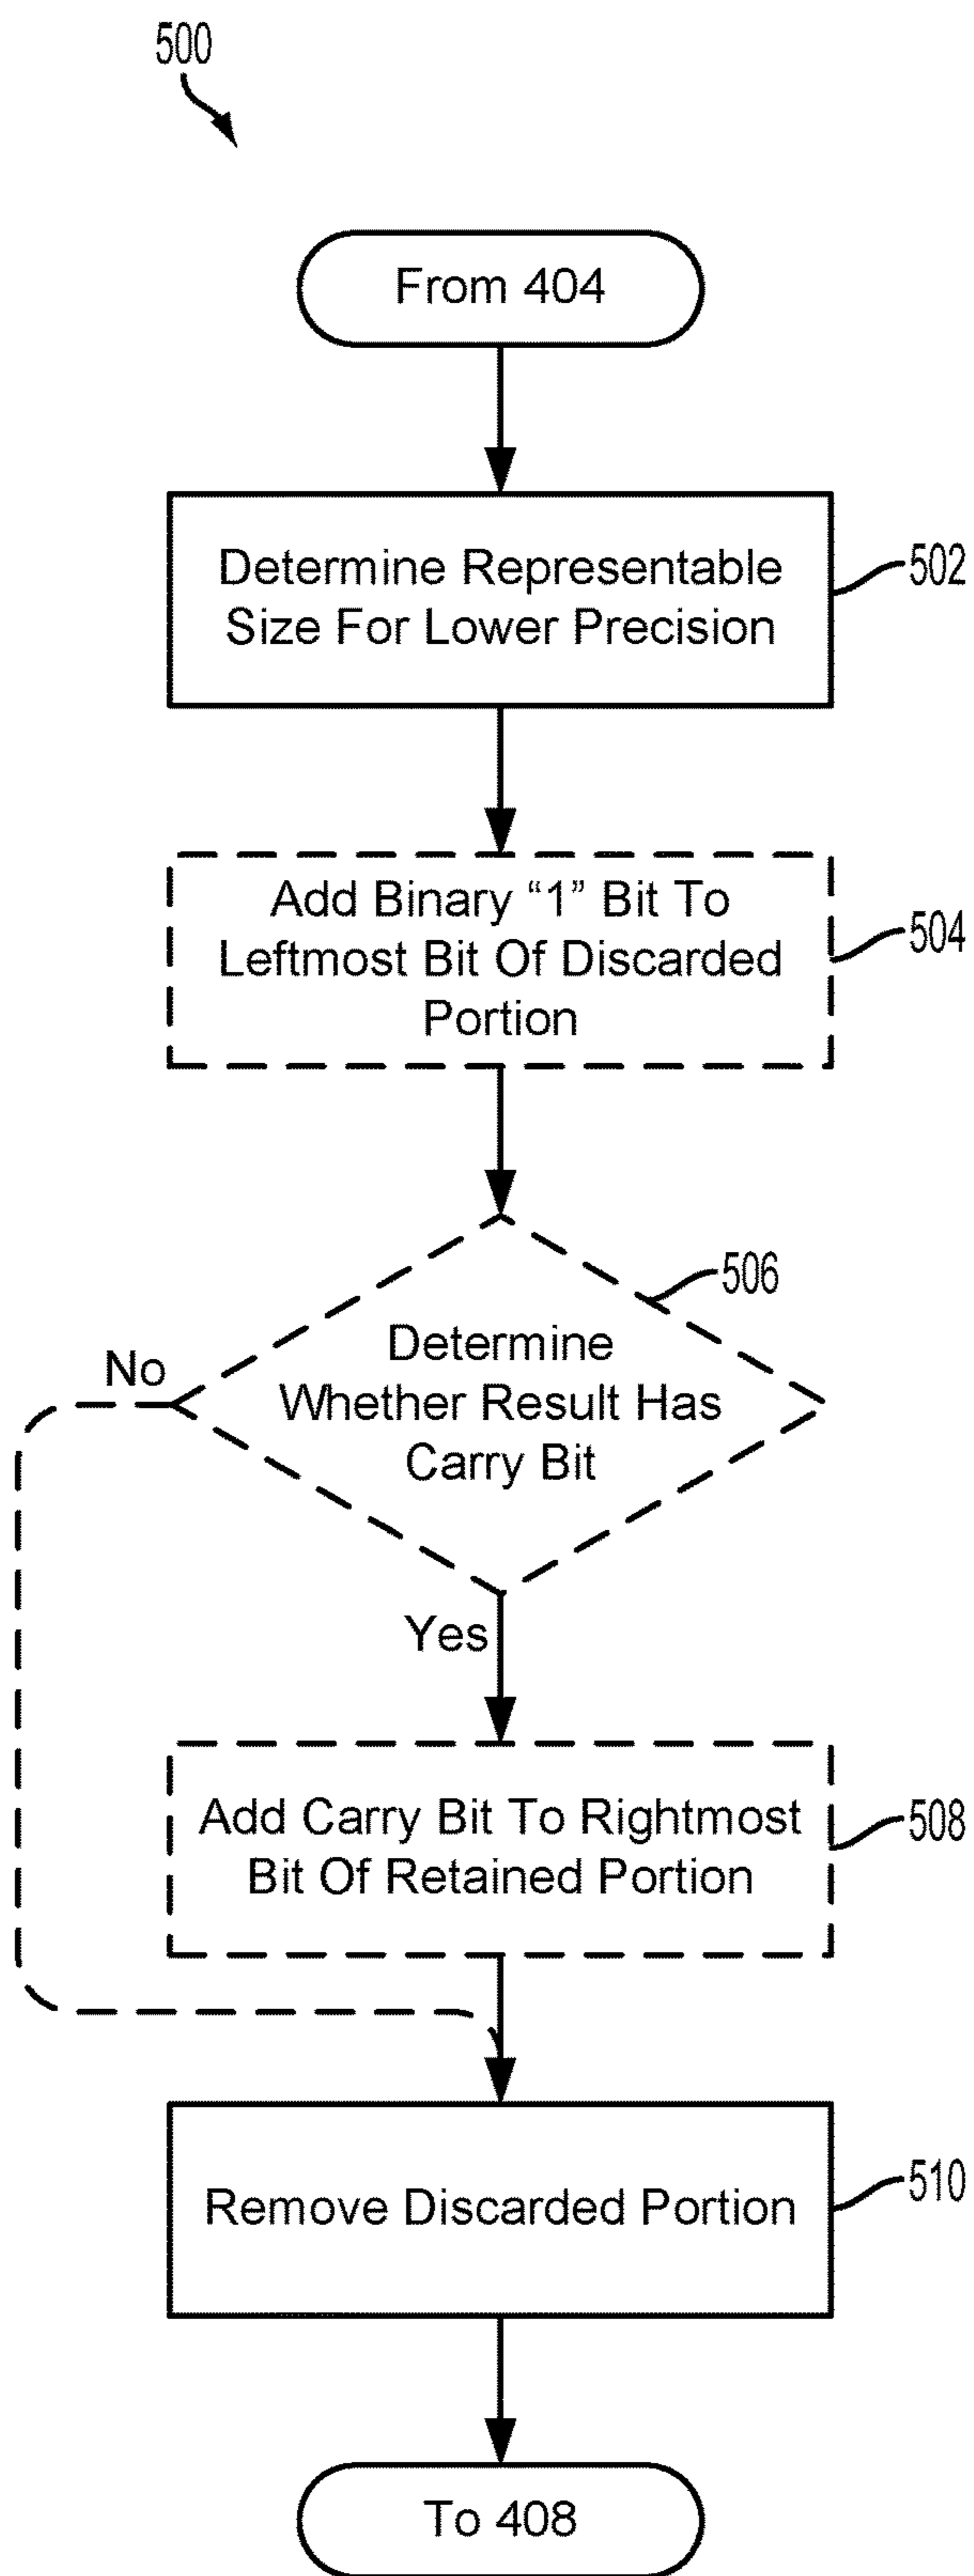 500
From 404
Determine Representable
Size For Lower Precision
502
Add Binary “1” Bit To
Leftmost Bit Of Discarded
Portion
504
506
Determine
Whether Result Has
Carry Bit
No
Yes
Add Carry Bit To Rightmost
Bit Of Retained Portion
508
Remove Discarded Portion
510
To 408